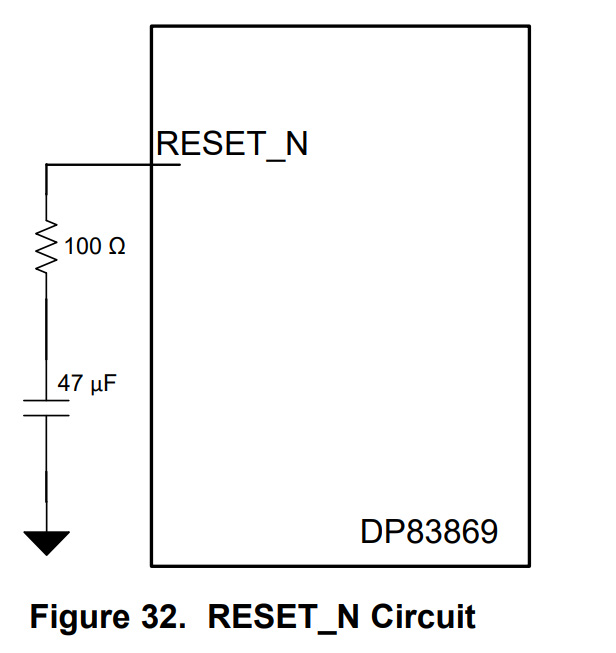 RESET_N
100 Ω
47 µF
DP83869
Figure 32. RESET_N Circuit